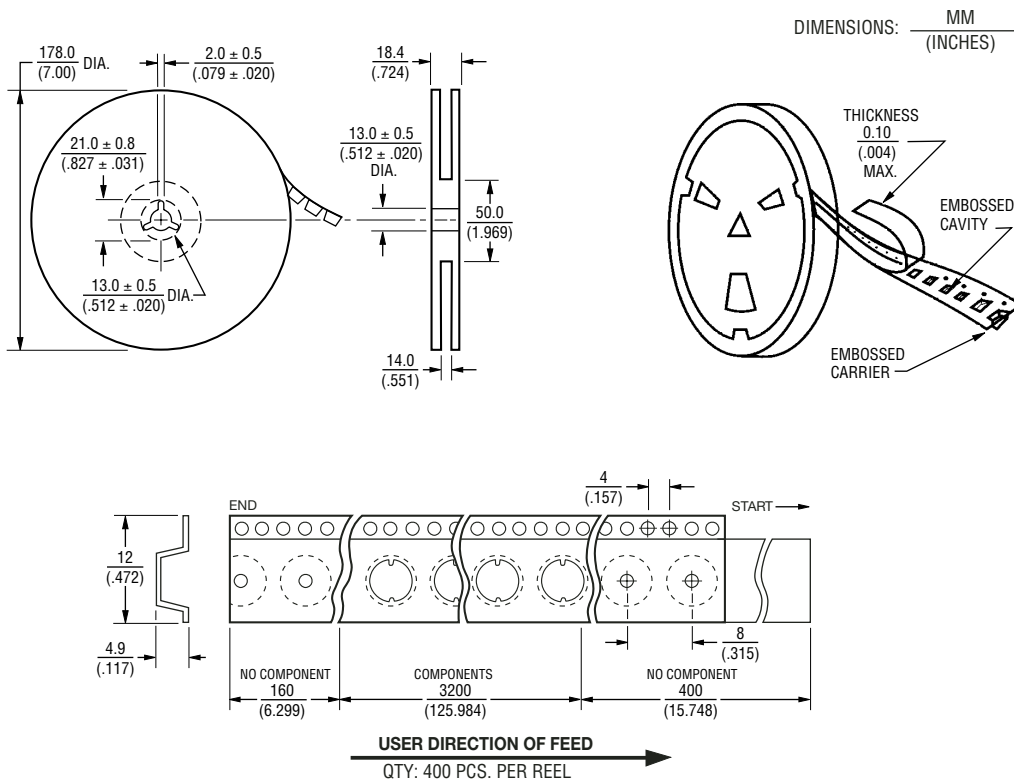 DIMENSIONS: MM
(INCHES)
178.0
(7.00) DIA.
2.0 ± 0.5
(.079 ± .020)
18.4
(.724)
21.0 ± 0.8
(.827 ± .031)
13.0 ± 0.5
(.512 ± .020)
DIA.
50.0
(1.969)
13.0 ± 0.5
(.512 ± .020) DIA.
14.0
(.551)
THICKNESS
0.10
(.004)
MAX.
EMBOSSED
CAVITY
EMBOSSED
CARRIER
4
(.157)
END
START
12
(.472)
4.9
(.117)
8
(.315)
NO COMPONENT
160
(6.299)
COMPONENTS
3200
(125.984)
NO COMPONENT
400
(15.748)
USER DIRECTION OF FEED
QTY: 400 PCS. PER REEL